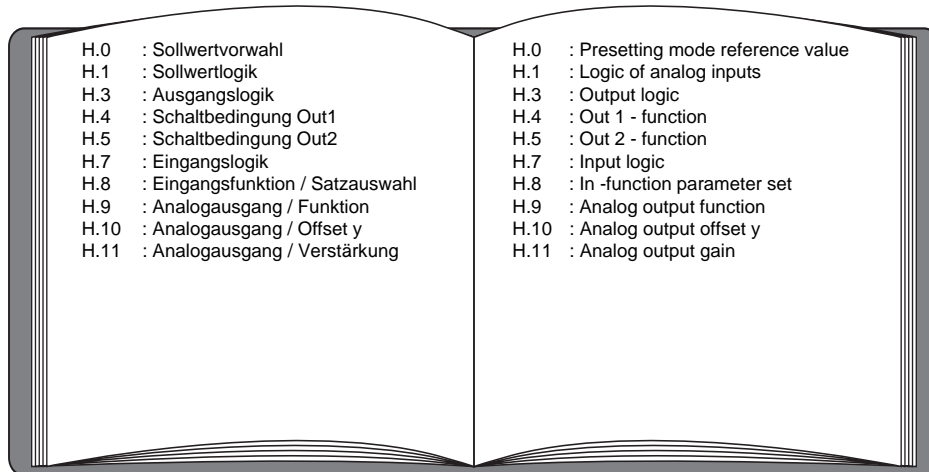 H.0 : Sollwertvorwahl
H.1 : Sollwertlogik
H.3 : Ausgangslogik
H.4 : Schaltbedingung Out1
H.5 : Schaltbedingung Out2
H.7 : Eingangslogik
H.8 : Eingangsfunktion / Satzauswahl
H.9 : Analogausgang / Funktion
H.10 : Analogausgang / Offset y
H.11 : Analogausgang / Verstärkung
H.0 : Presetting mode reference value
H.1 : Logic of analog inputs
H.3 : Output logic
H.4 : Out 1 - function
H.5 : Out 2 - function
H.7 : Input logic
H.8 : In -function parameter set
H.9 : Analog output function
H.10 : Analog output offset y
H.11 : Analog output gain